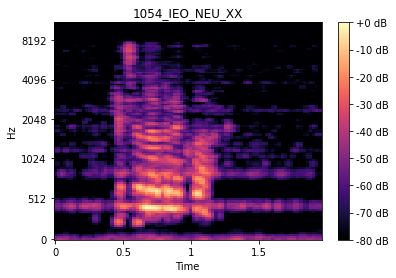 1054_IEO_NEU_XX
8192
4096
2048
1024
512
0
Hz
0
0.5
1
1.5
Time
+0 dB
-10 dB
-20 dB
-30 dB
-40 dB
-50 dB
-60 dB
-70 dB
-80 dB